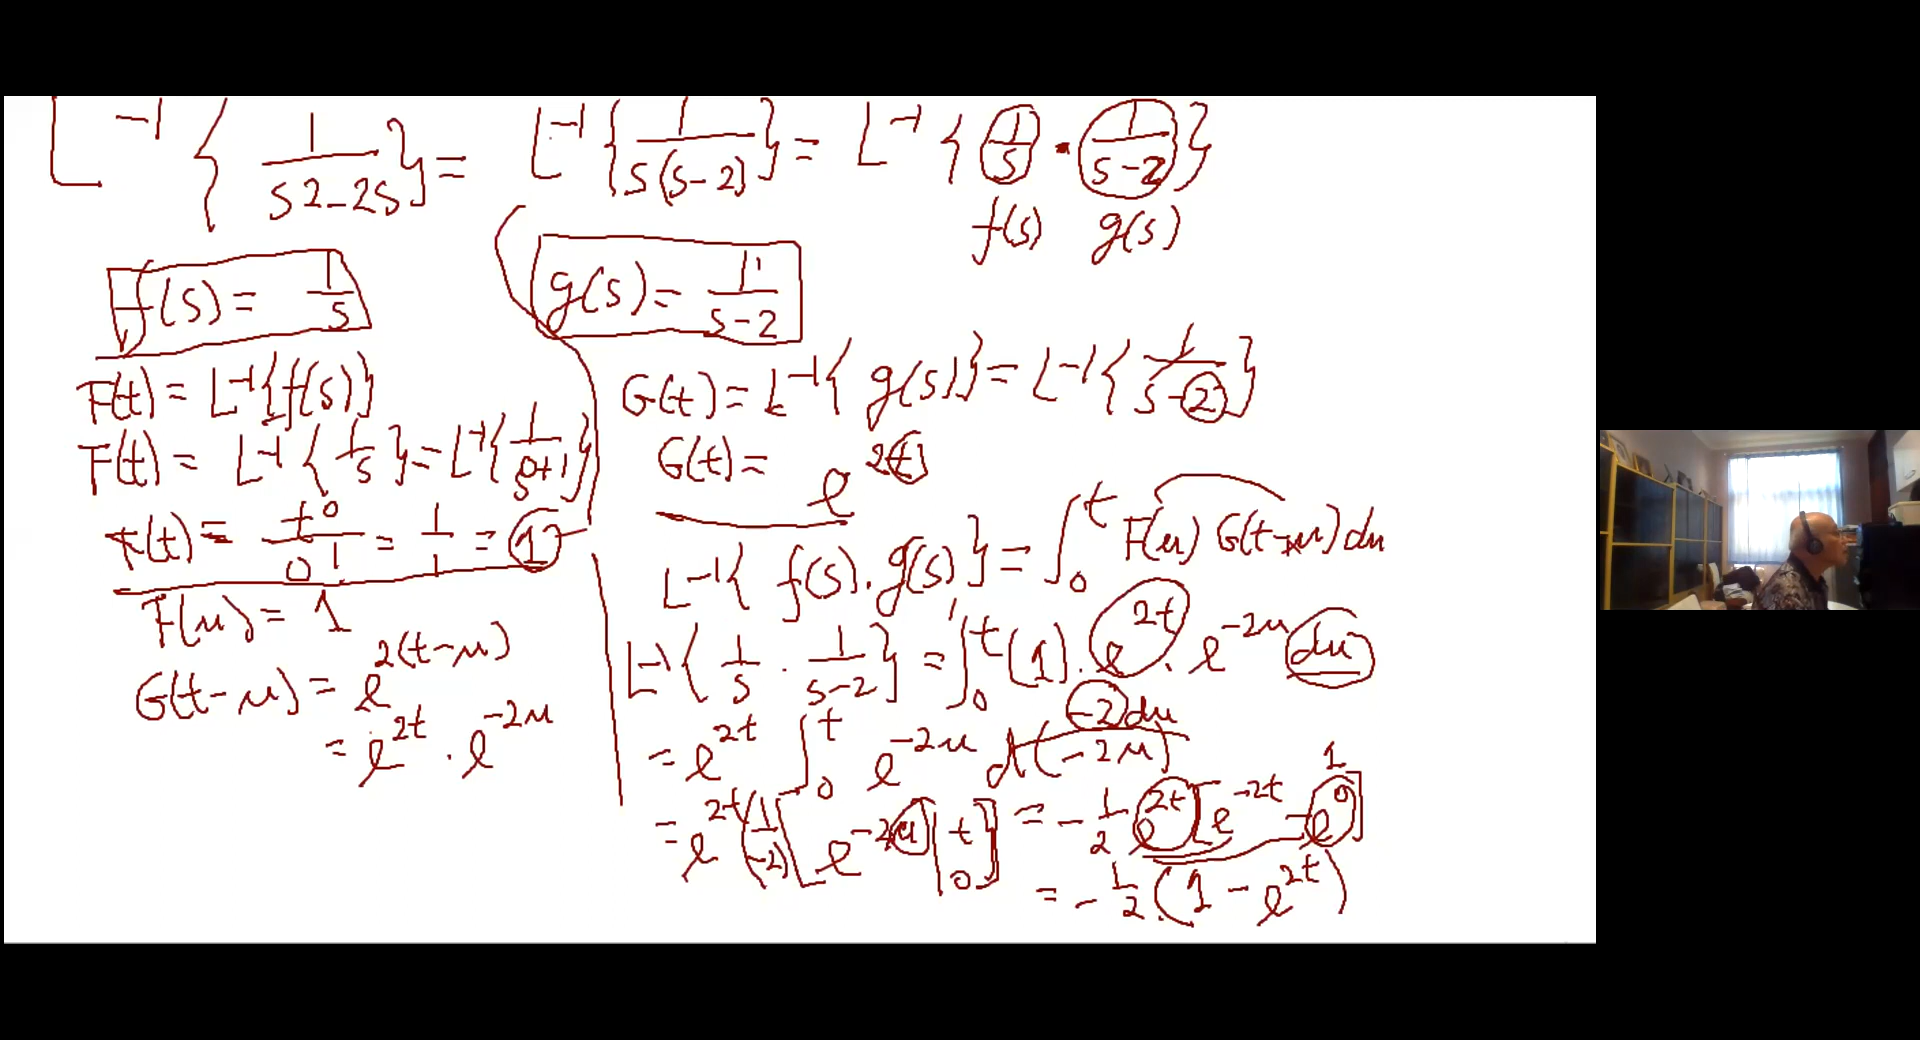 L⁻¹ { 1/(s2-2s) } = L⁻¹{ 1/(s(s-2)) } = L⁻¹ { 1/s · 1/(s-2) }
f(s) g(s)
f(s) = 1/s
F(t) = L⁻¹{f(s)}
F(t) = L⁻¹ { 1/s } = L⁻¹{ 1/s⁰⁺¹ }
F(t) = t⁰/0! = 1/1 = 1
F(u) = 1
G(t-u) = e^2(t-u)
= e^2t · e^-2u
g(s) = 1/(s-2)
G(t) = L⁻¹{ g(s) } = L⁻¹{ 1/(s-2) }
G(t) = e^2t
L⁻¹{ f(s) . g(s) } = ∫₀ᵗ F(u) G(t-u) du
L⁻¹{ 1/s · 1/(s-2) } = ∫₀ᵗ (1) · e^2t · e^-2u du
-2du
= e^2t ∫₀ᵗ e^-2u d(-2u)
1
= e^2t (1/-2) [ e^-2u |₀ᵗ ] = -1/2 e^2t [ e^-2t - e^0 ]
= -1/2 (1 - e^2t)